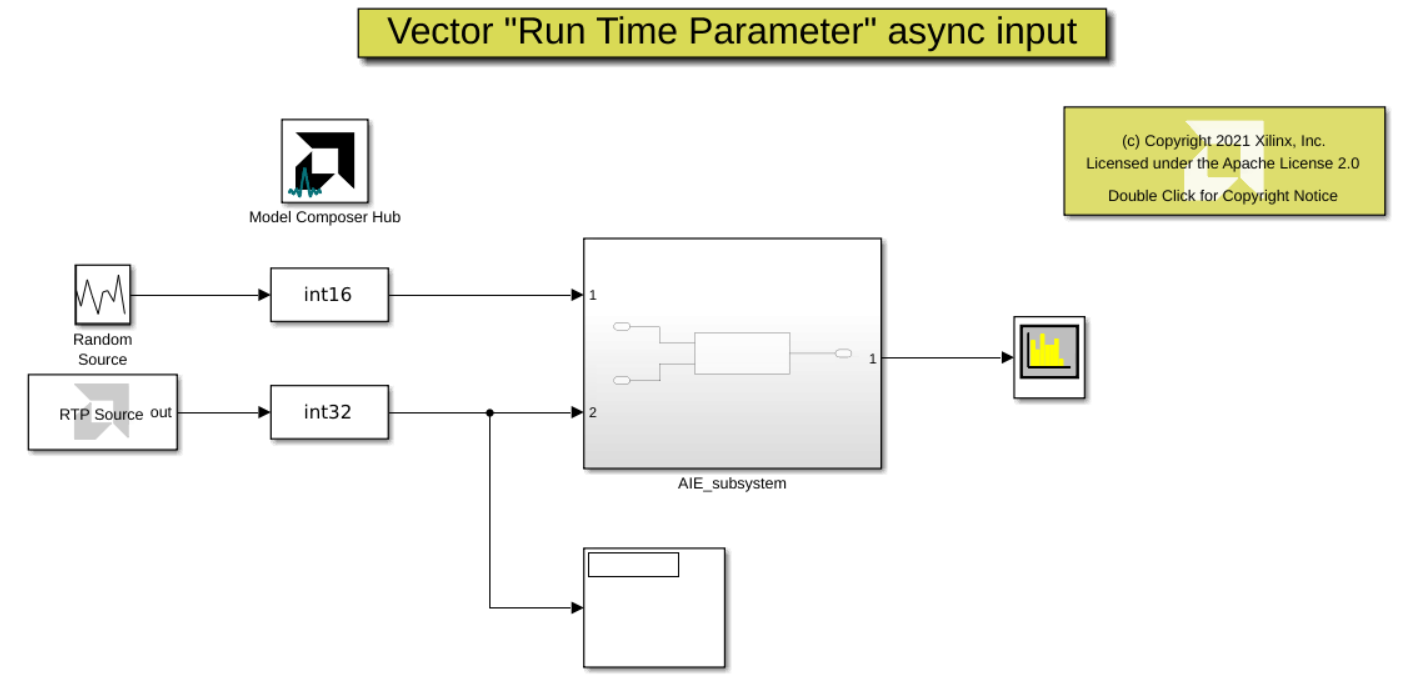 Vector "Run Time Parameter" async input
(c) Copyright 2021 Xilinx, Inc.
Licensed under the Apache License 2.0
Double Click for Copyright Notice
Model Composer Hub
Random
Source
int16
1
RTP Source out
int32
2
1
AIE_subsystem